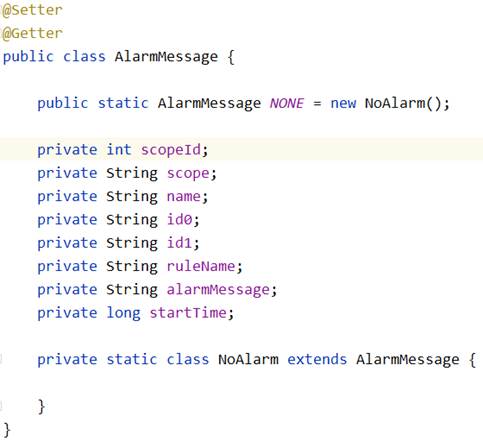 @Setter
@Getter
public class AlarmMessage {
public static AlarmMessage NONE = new NoAlarm();
private int scopeId;
private String scope;
private String name;
private String id0;
private String id1;
private String ruleName;
private String alarmMessage;
private long startTime;
private static class NoAlarm extends AlarmMessage {
}
}